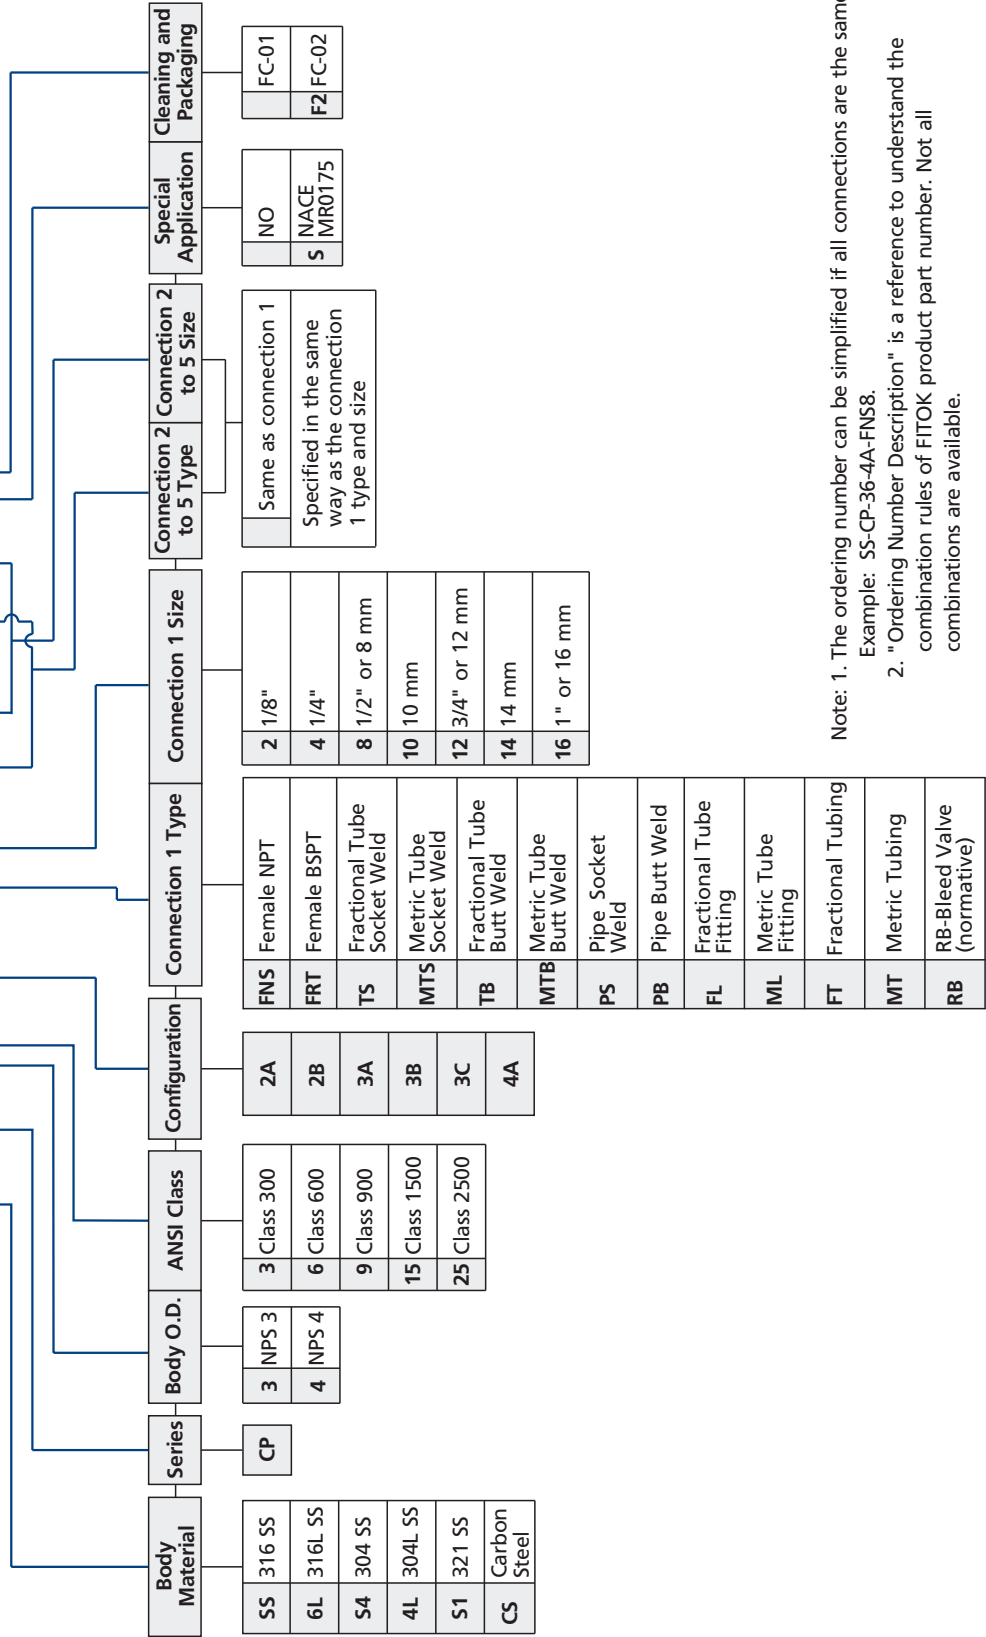 Body
Material
SS 316 SS
6L 316L SS
S4 304 SS
4L 304L SS
S1 321 SS
CS Carbon
Steel
Series
CP
Body O.D.
3 NPS 3
4 NPS 4
ANSI Class
3 Class 300
6 Class 600
9 Class 900
15 Class 1500
25 Class 2500
Configuration
2A
2B
3A
3B
3C
4A
Connection 1 Type
FNS Female NPT
FRT Female BSPT
TS Fractional Tube
Socket Weld
MTS Metric Tube
Socket Weld
TB Fractional Tube
Butt Weld
MTB Metric Tube
Butt Weld
PS Pipe Socket
Weld
PB Pipe Butt Weld
FL Fractional Tube
Fitting
ML Metric Tube
Fitting
FT Fractional Tubing
MT Metric Tubing
RB RB-Bleed Valve
(normative)
Connection 1 Size
2 1/8"
4 1/4"
8 1/2" or 8 mm
10 10 mm
12 3/4" or 12 mm
14 14 mm
16 1" or 16 mm
Connection 2
to 5 Type
Connection 2
to 5 Size
Same as connection 1
Specified in the same
way as the connection
1 type and size
Special
Application
NO
S NACE
MR0175
Cleaning and
Packaging
FC-01
F2 FC-02
Note: 1. The ordering number can be simplified if all connections are the same
Example: SS-CP-36-4A-FNS8.
2. "Ordering Number Description" is a reference to understand the
combination rules of FITOK product part number. Not all
combinations are available.